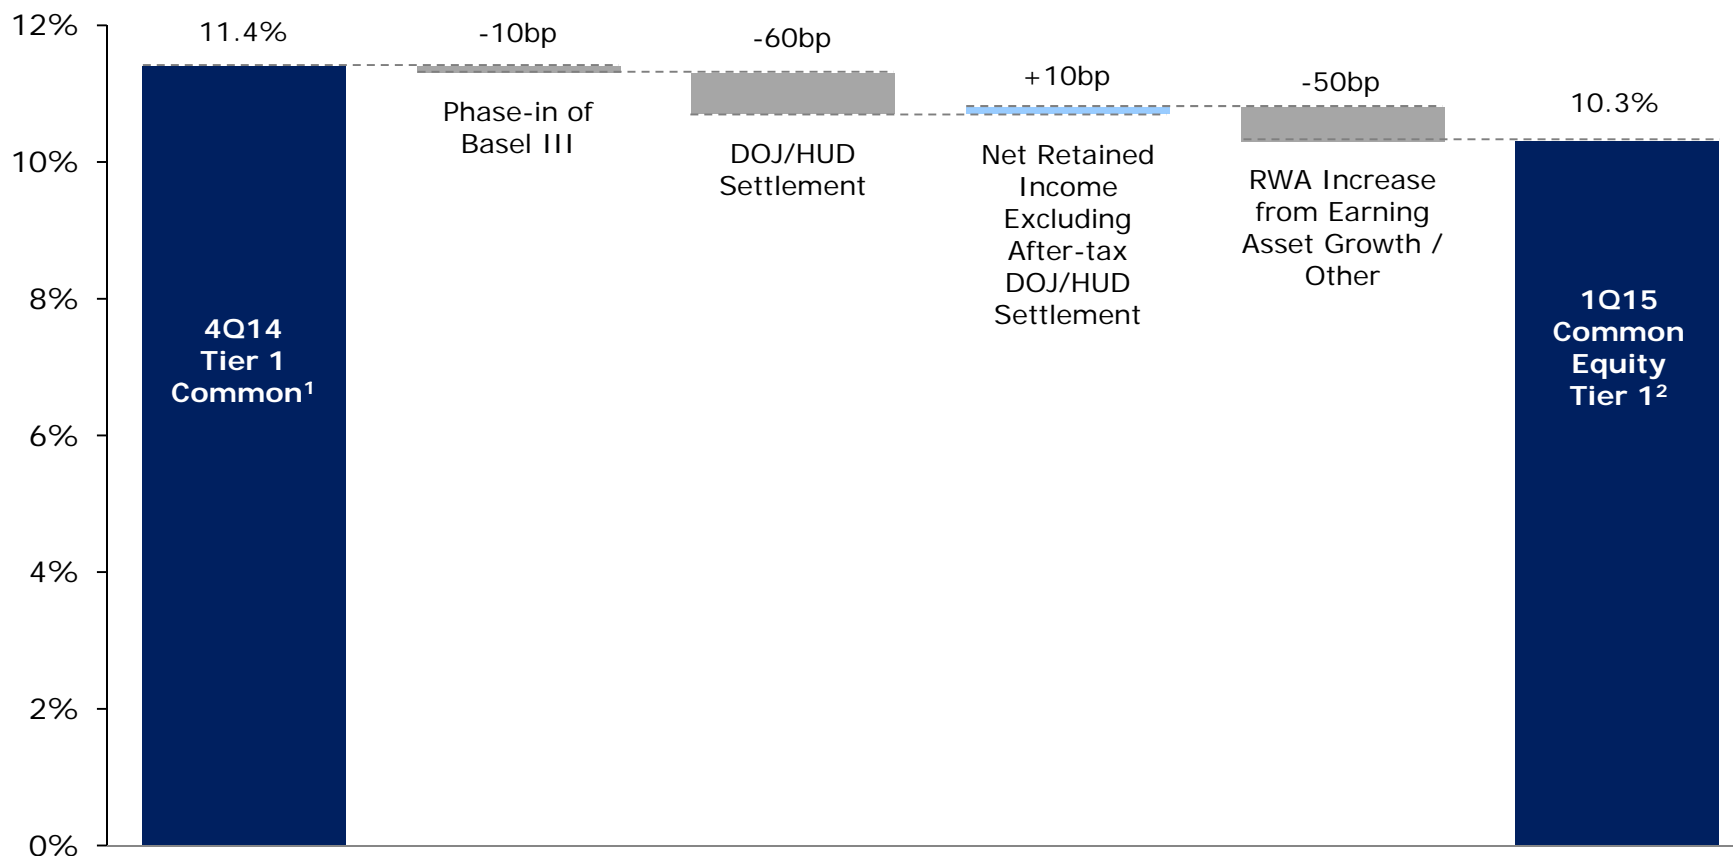 12%
10%
8%
6%
4%
2%
0%
11.4%
4Q14
Tier 1
Common¹
-10bp
Phase-in of
Basel III
-60bp
DOJ/HUD
Settlement
+10bp
Net Retained
Income
Excluding
After-tax
DOJ/HUD
Settlement
-50bp
RWA Increase
from Earning
Asset Growth /
Other
10.3%
1Q15
Common
Equity
Tier 1²